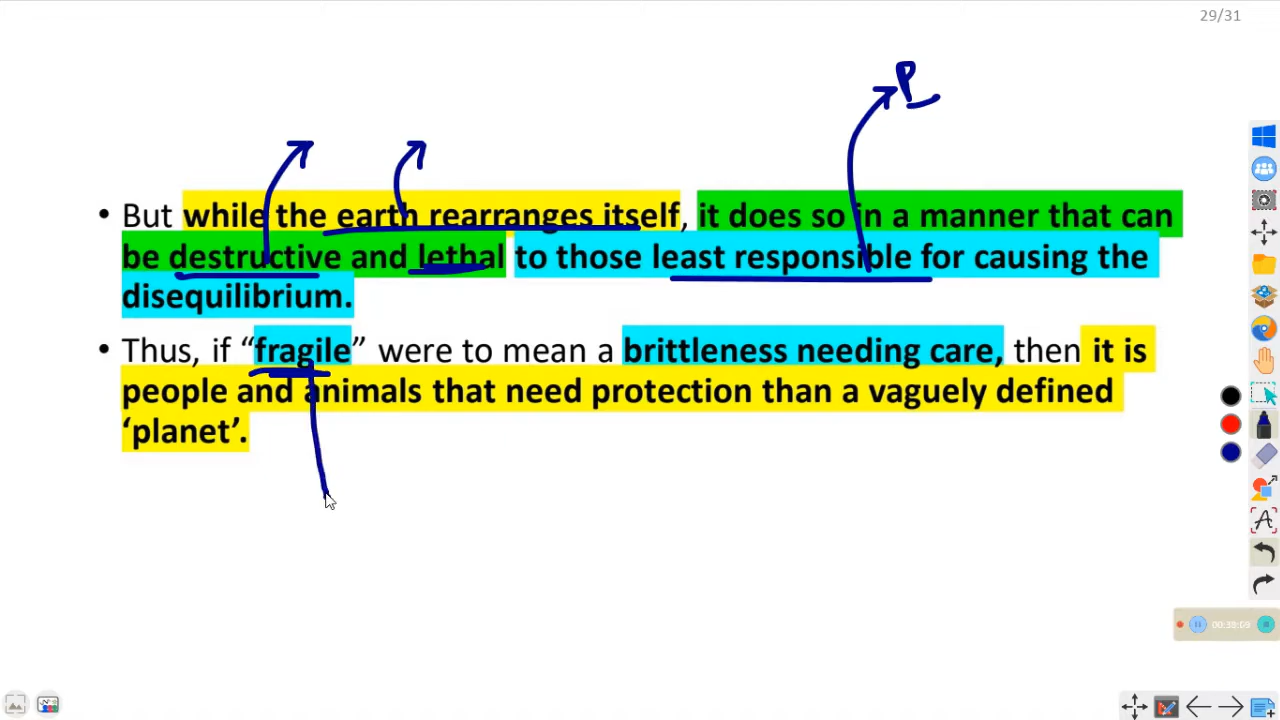 29/31
P
• But while the earth rearranges itself, it does so in a manner that can
be destructive and lethal to those least responsible for causing the
disequilibrium.
• Thus, if “fragile” were to mean a brittleness needing care, then it is
people and animals that need protection than a vaguely defined
‘planet’.